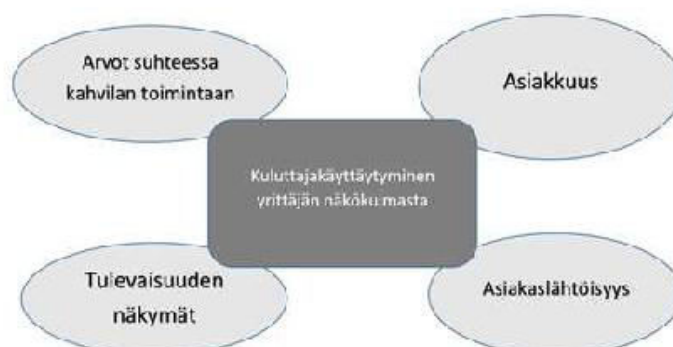 Arvot suhteessa
kahvilan toimintaan
Asiakkuus
Kuluttajakäyttäytyminen
yrittäjän näkökulmasta
Tulevaisuuden
näkymät
Asiakaslähtöisyys